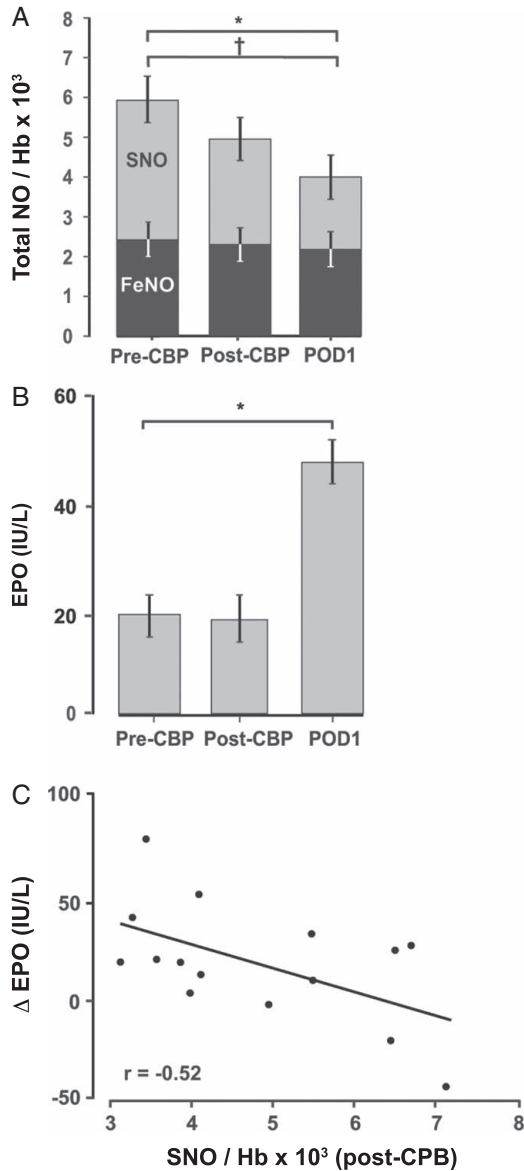 A
Total NO / Hb x 10³
8
7
6
5
4
3
2
1
0
*
†
SNO
FeNO
Pre-CBP Post-CBP POD1
B
EPO (IU/L)
60
40
20
0
*
Pre-CBP Post-CBP POD1
C
Δ EPO (IU/L)
100
50
0
-50
r = -0.52
3 4 5 6 7 8
SNO / Hb x 10³ (post-CPB)